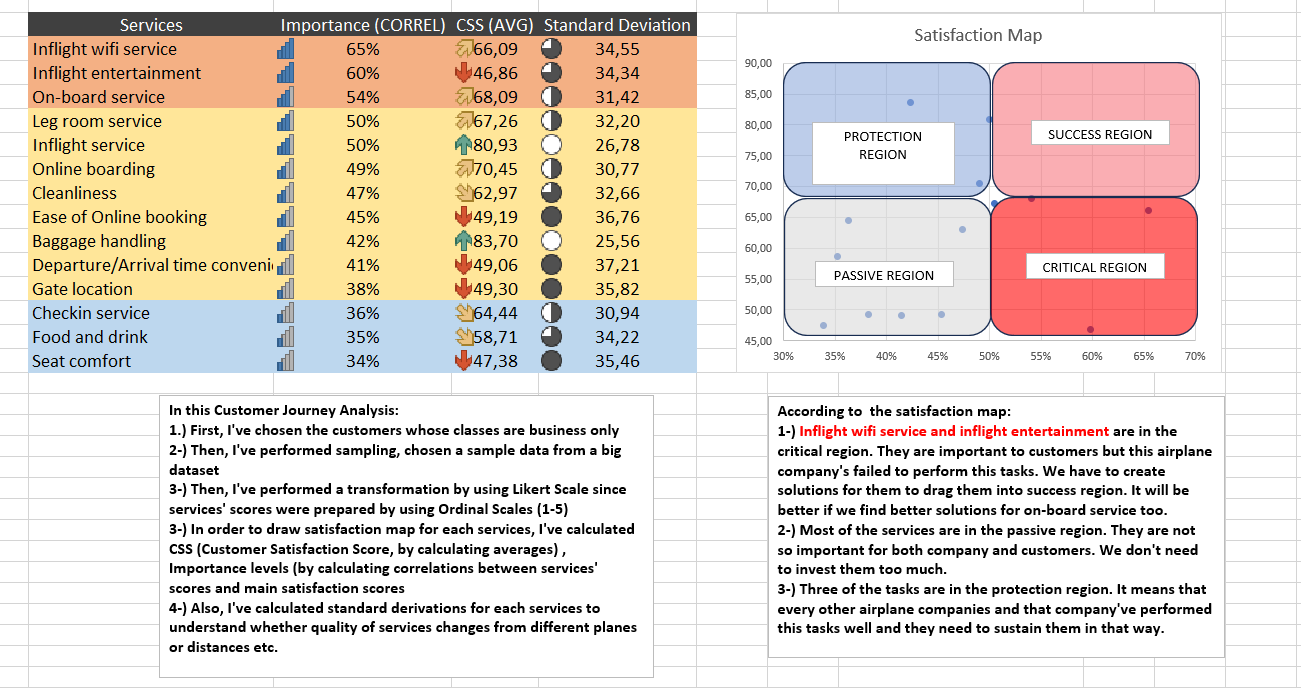 Services Importance (CORREL) CSS (AVG) Standard Deviation
Inflight wifi service 65% 66,09 34,55
Inflight entertainment 60% 46,86 34,34
On-board service 54% 68,09 31,42
Leg room service 50% 67,26 32,20
Inflight service 50% 80,93 26,78
Online boarding 49% 70,45 30,77
Cleanliness 47% 62,97 32,66
Ease of Online booking 45% 49,19 36,76
Baggage handling 42% 83,70 25,56
Departure/Arrival time conveni 41% 49,06 37,21
Gate location 38% 49,30 35,82
Checkin service 36% 64,44 30,94
Food and drink 35% 58,71 34,22
Seat comfort 34% 47,38 35,46
Satisfaction Map
90,00
85,00
80,00
75,00
70,00
65,00
60,00
55,00
50,00
45,00
PROTECTION
REGION
SUCCESS REGION
PASSIVE REGION
CRITICAL REGION
30% 35% 40% 45% 50% 55% 60% 65% 70%
In this Customer Journey Analysis:
1.) First, I've chosen the customers whose classes are business only
2-) Then, I've performed sampling, chosen a sample data from a big
dataset
3-) Then, I've performed a transformation by using Likert Scale since
services' scores were prepared by using Ordinal Scales (1-5)
3-) In order to draw satisfaction map for each services, I've calculated
CSS (Customer Satisfaction Score, by calculating averages) ,
Importance levels (by calculating correlations between services'
scores and main satisfaction scores
4-) Also, I've calculated standard derivations for each services to
understand whether quality of services changes from different planes
or distances etc.
According to  the satisfaction map:
1-) Inflight wifi service and inflight entertainment are in the
critical region. They are important to customers but this airplane
company's failed to perform this tasks. We have to create
solutions for them to drag them into success region. It will be
better if we find better solutions for on-board service too.
2-) Most of the services are in the passive region. They are not
so important for both company and customers. We don't need
to invest them too much.
3-) Three of the tasks are in the protection region. It means that
every other airplane companies and that company've performed
this tasks well and they need to sustain them in that way.